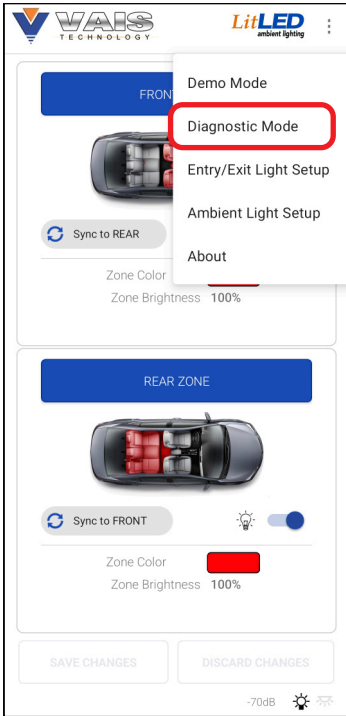 VAIS
TECHNOLOGY
LitLED
ambient lighting
Demo Mode
Diagnostic Mode
Entry/Exit Light Setup
Ambient Light Setup
About
FRON
Sync to REAR
Zone Color
Zone Brightness 100%
REAR ZONE
Sync to FRONT
Zone Color
Zone Brightness 100%
SAVE CHANGES
DISCARD CHANGES
-70dB